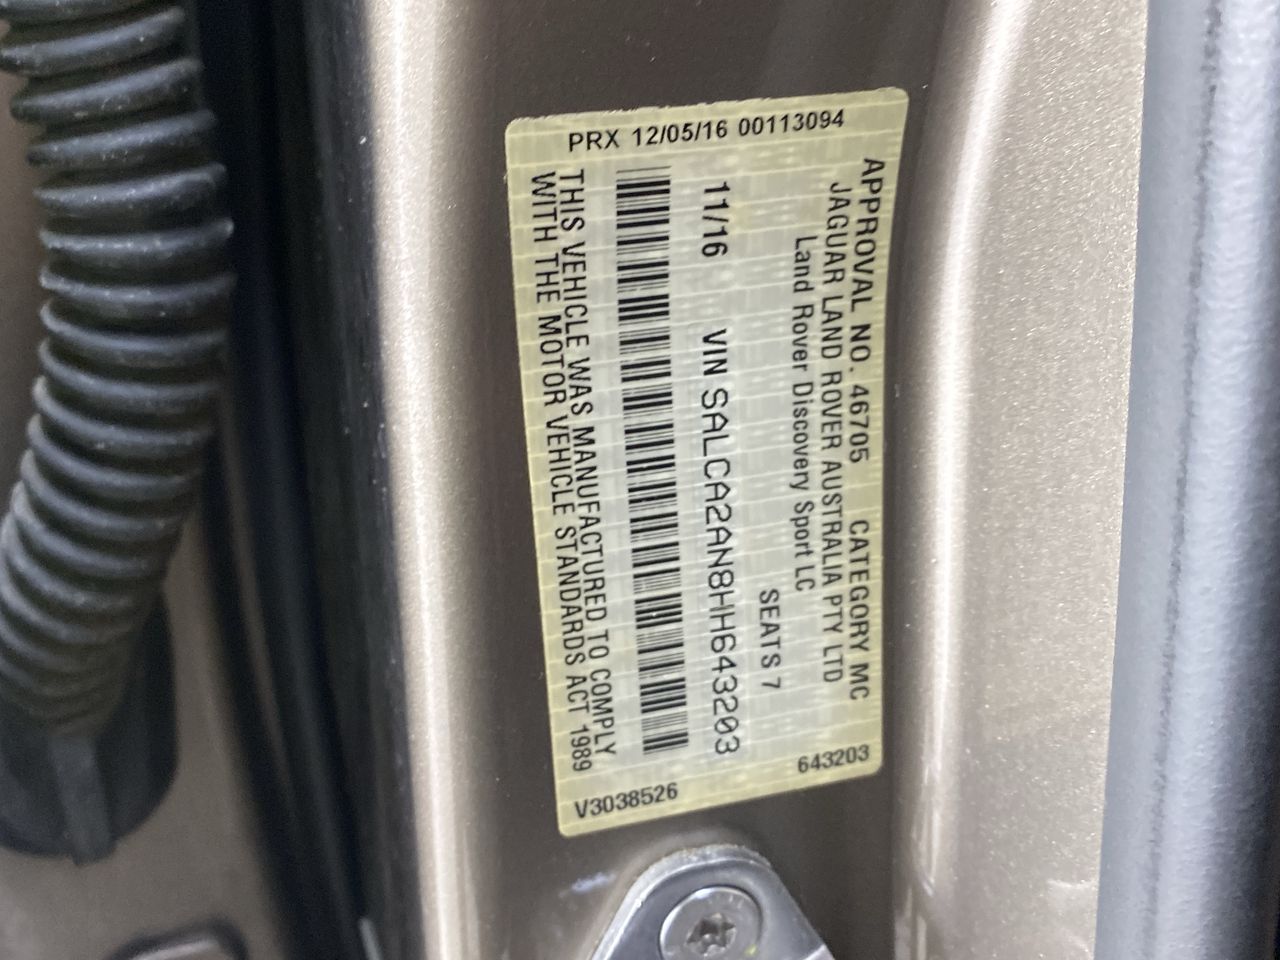 PRX 12/05/16 00113094
APPROVAL NO. 46705 CATEGORY MC
JAGUAR LAND ROVER AUSTRALIA PTY LTD
Land Rover Discovery Sport LC
SEATS 7
11/16 VIN SALCA2AN8HH643203
THIS VEHICLE WAS MANUFACTURED TO COMPLY
WITH THE MOTOR VEHICLE STANDARDS ACT 1989
V3038526 643203